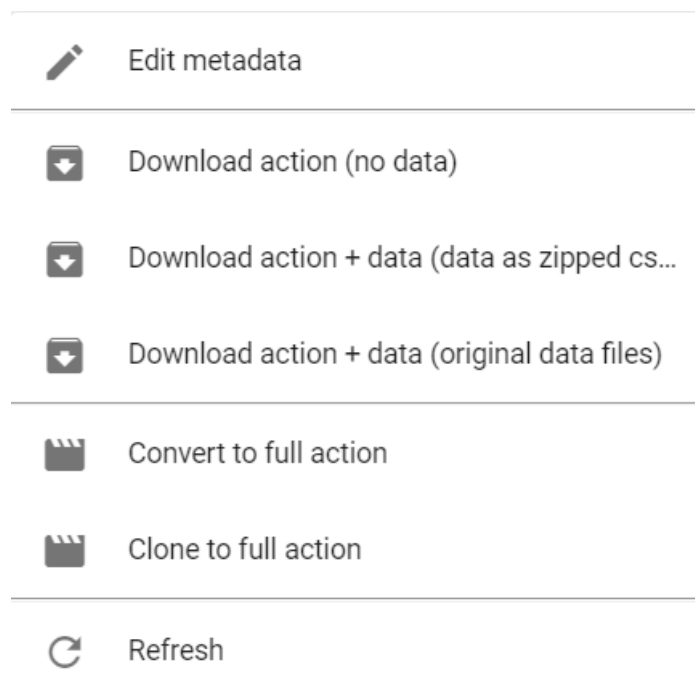 Edit metadata
Download action (no data)
Download action + data (data as zipped cs...
Download action + data (original data files)
Convert to full action
Clone to full action
Refresh